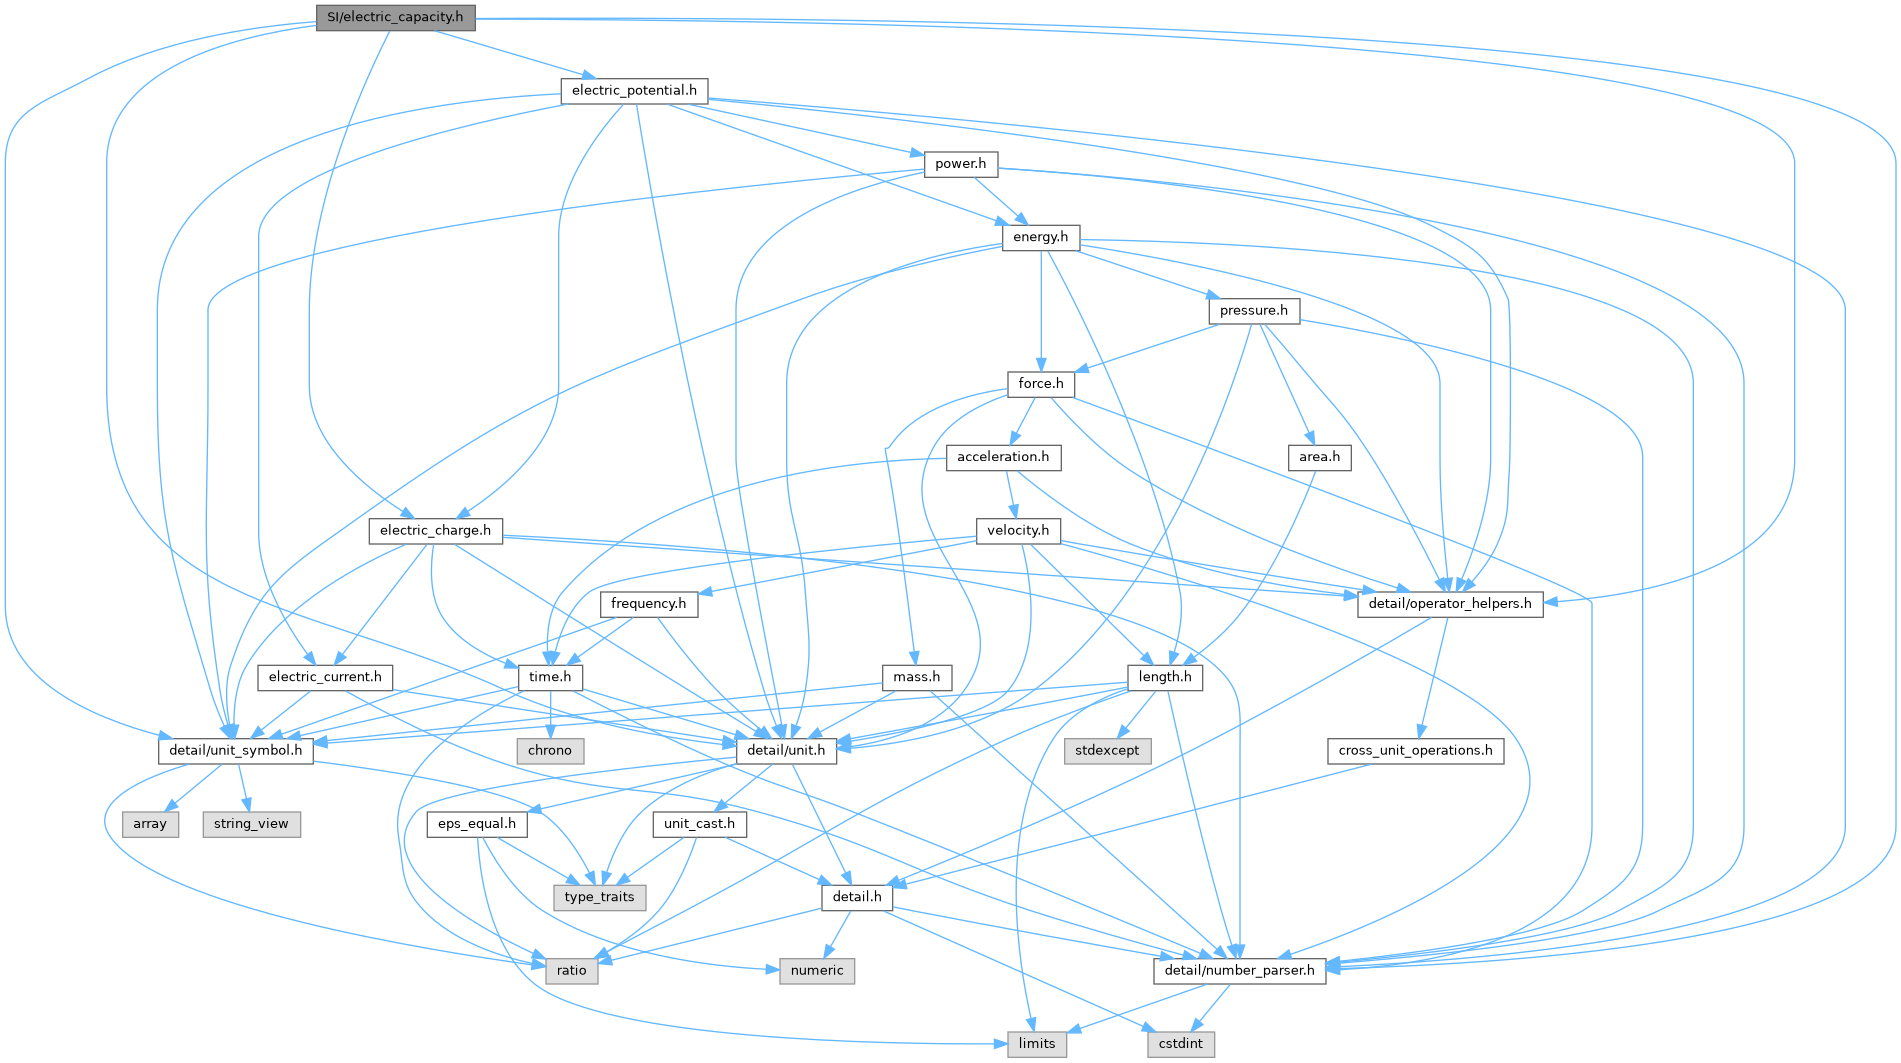 SI/electric_capacity.h
electric_potential.h
power.h
energy.h
pressure.h
force.h
acceleration.h
area.h
electric_charge.h
velocity.h
frequency.h
detail/operator_helpers.h
electric_current.h
time.h
mass.h
length.h
detail/unit_symbol.h
chrono
detail/unit.h
stdexcept
cross_unit_operations.h
array
string_view
eps_equal.h
unit_cast.h
type_traits
detail.h
ratio
numeric
detail/number_parser.h
limits
cstdint